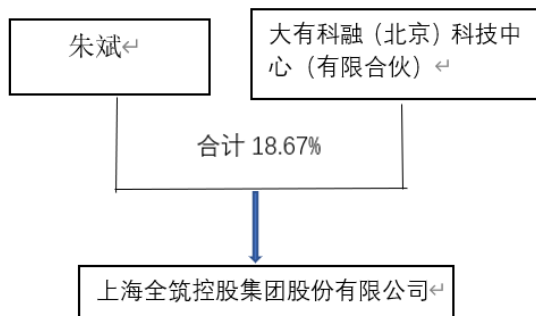 朱斌
大有科融（北京）科技中
心（有限合伙）
合计 18.67%
上海全筑控股集团股份有限公司